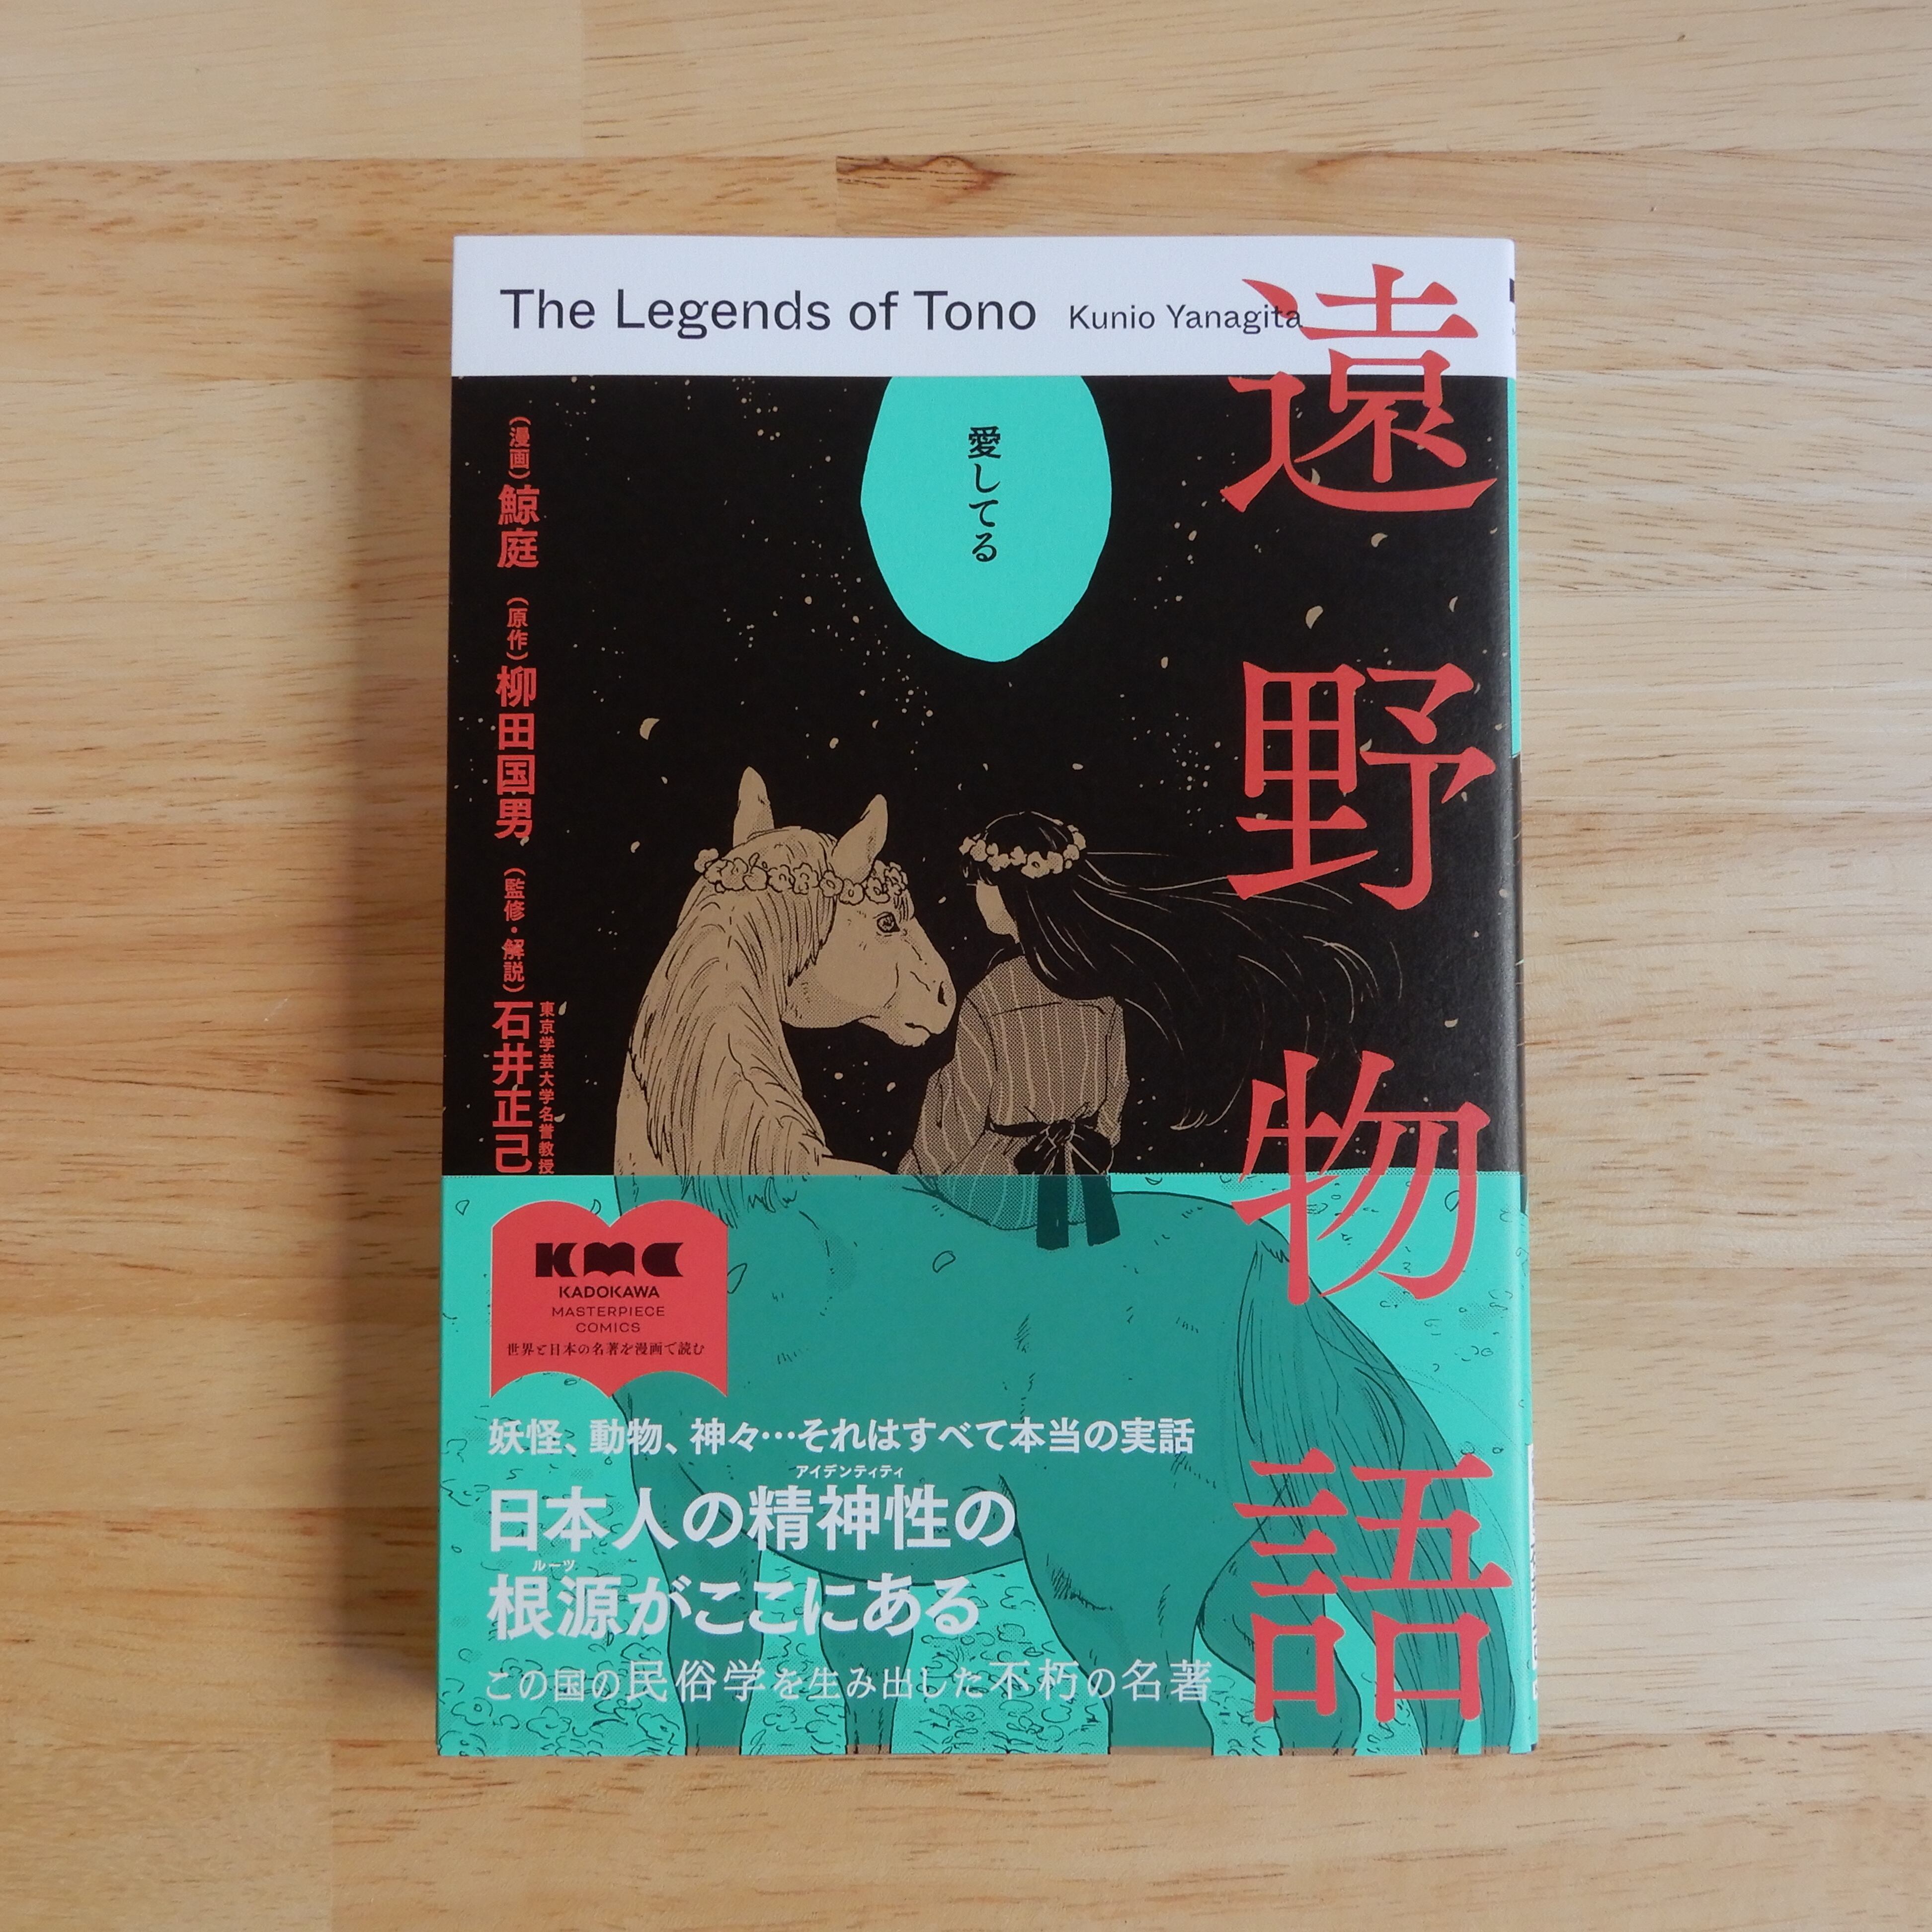 The Legends of Tono Kunio Yanagita
遠野物語
愛してる
(漫画)鯨庭 (原作)柳田国男 (監修・解説)石井正己
東京学芸大学名誉教授
KMC
KADOKAWA
MASTERPIECE
COMICS
世界と日本の名著を漫画で読む
妖怪、動物、神々…それはすべて本当の実話
アイデンティティ
日本人の精神性の
ルーツ
根源がここにある
この国の民俗学を生み出した不朽の名著